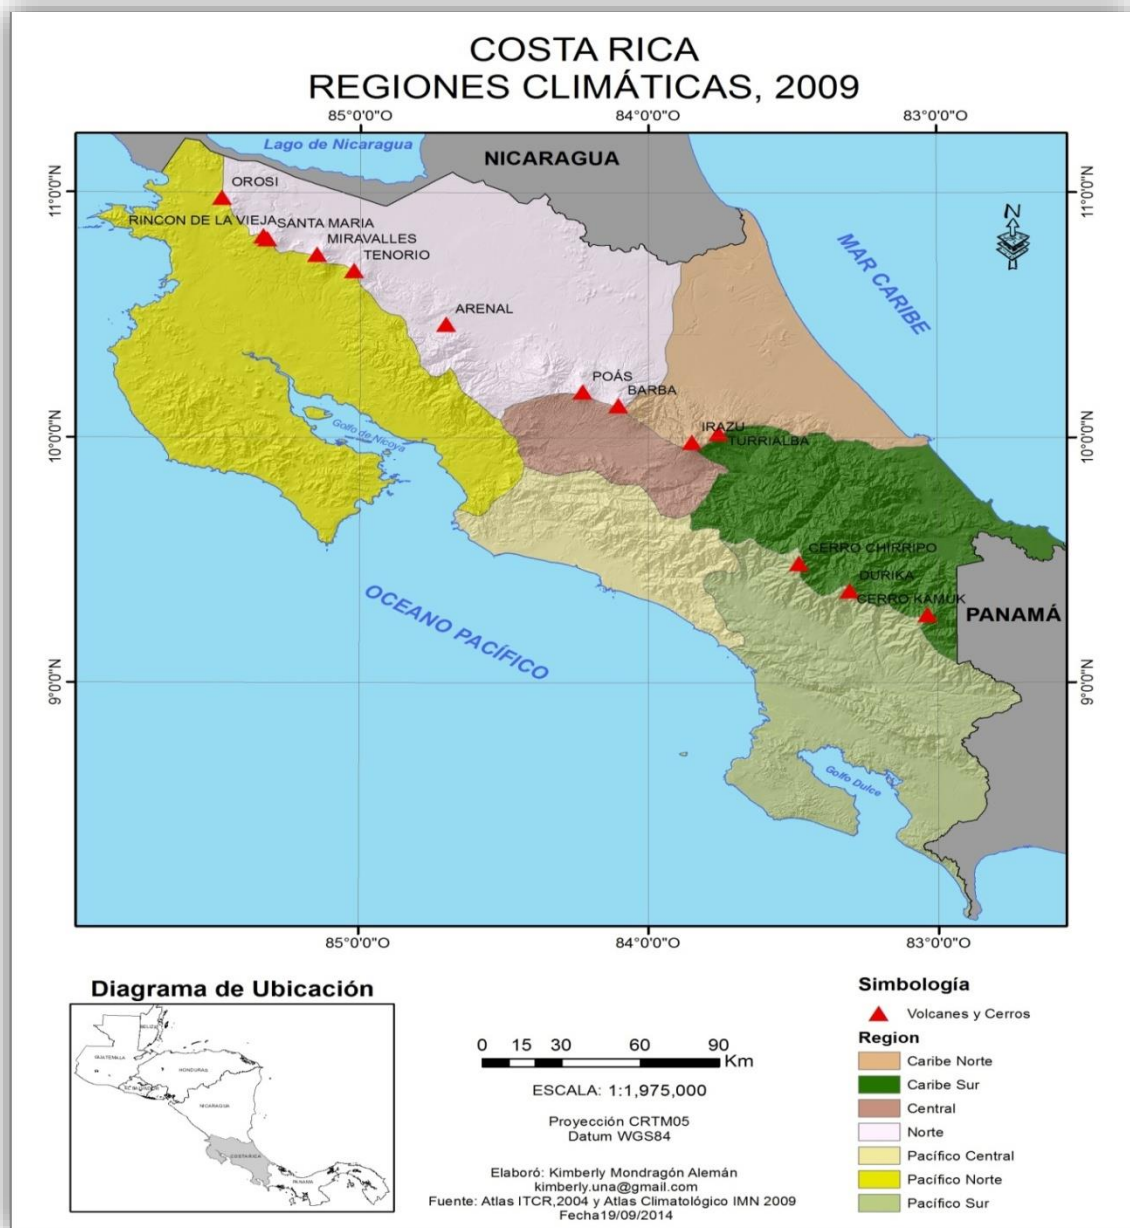 COSTA RICA
REGIONES CLIMÁTICAS, 2009
85°0'0"O
84°0'0"O
83°0'0"O
Lago de Nicaragua
NICARAGUA
11°0'0"N
11°0'0"N
OROSI
N
RINCON DE LA VIEJA
SANTA MARIA
MIRAVALLES
TENORIO
MAR CARIBE
ARENAL
POÁS
BARBA
Golfo de Nicoya
IRAZU
TURRIALBA
10°0'0"N
10°0'0"N
CERRO CHIRRIPO
DURIKA
CERRO KAMUK
OCEANO PACÍFICO
PANAMÁ
9°0'0"N
9°0'0"N
Golfo Dulce
85°0'0"O
84°0'0"O
83°0'0"O
Diagrama de Ubicación
BELIZE
HONDURAS
NICARAGUA
COSTA RICA
PANAMA
0 15 30 60 90
Km
ESCALA: 1:1,975,000
Proyección CRTM05
Datum WGS84
Elaboró: Kimberly Mondragón Alemán
kimberly.una@gmail.com
Fuente: Atlas ITCR,2004 y Atlas Climatológico IMN 2009
Fecha19/09/2014
Simbología
Volcanes y Cerros
Region
Caribe Norte
Caribe Sur
Central
Norte
Pacífico Central
Pacífico Norte
Pacífico Sur